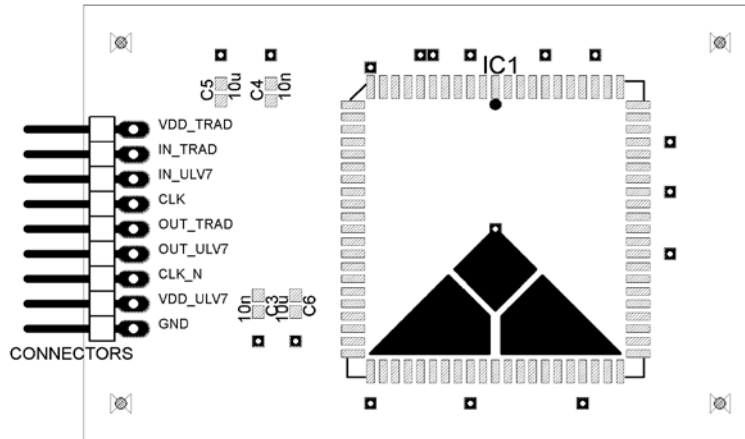 IC1
C5
10u
C4
10n
VDD_TRAD
IN_TRAD
IN_ULV7
CLK
OUT_TRAD
OUT_ULV7
CLK_N
VDD_ULV7
GND
10n
C3
10u
C6
CONNECTORS